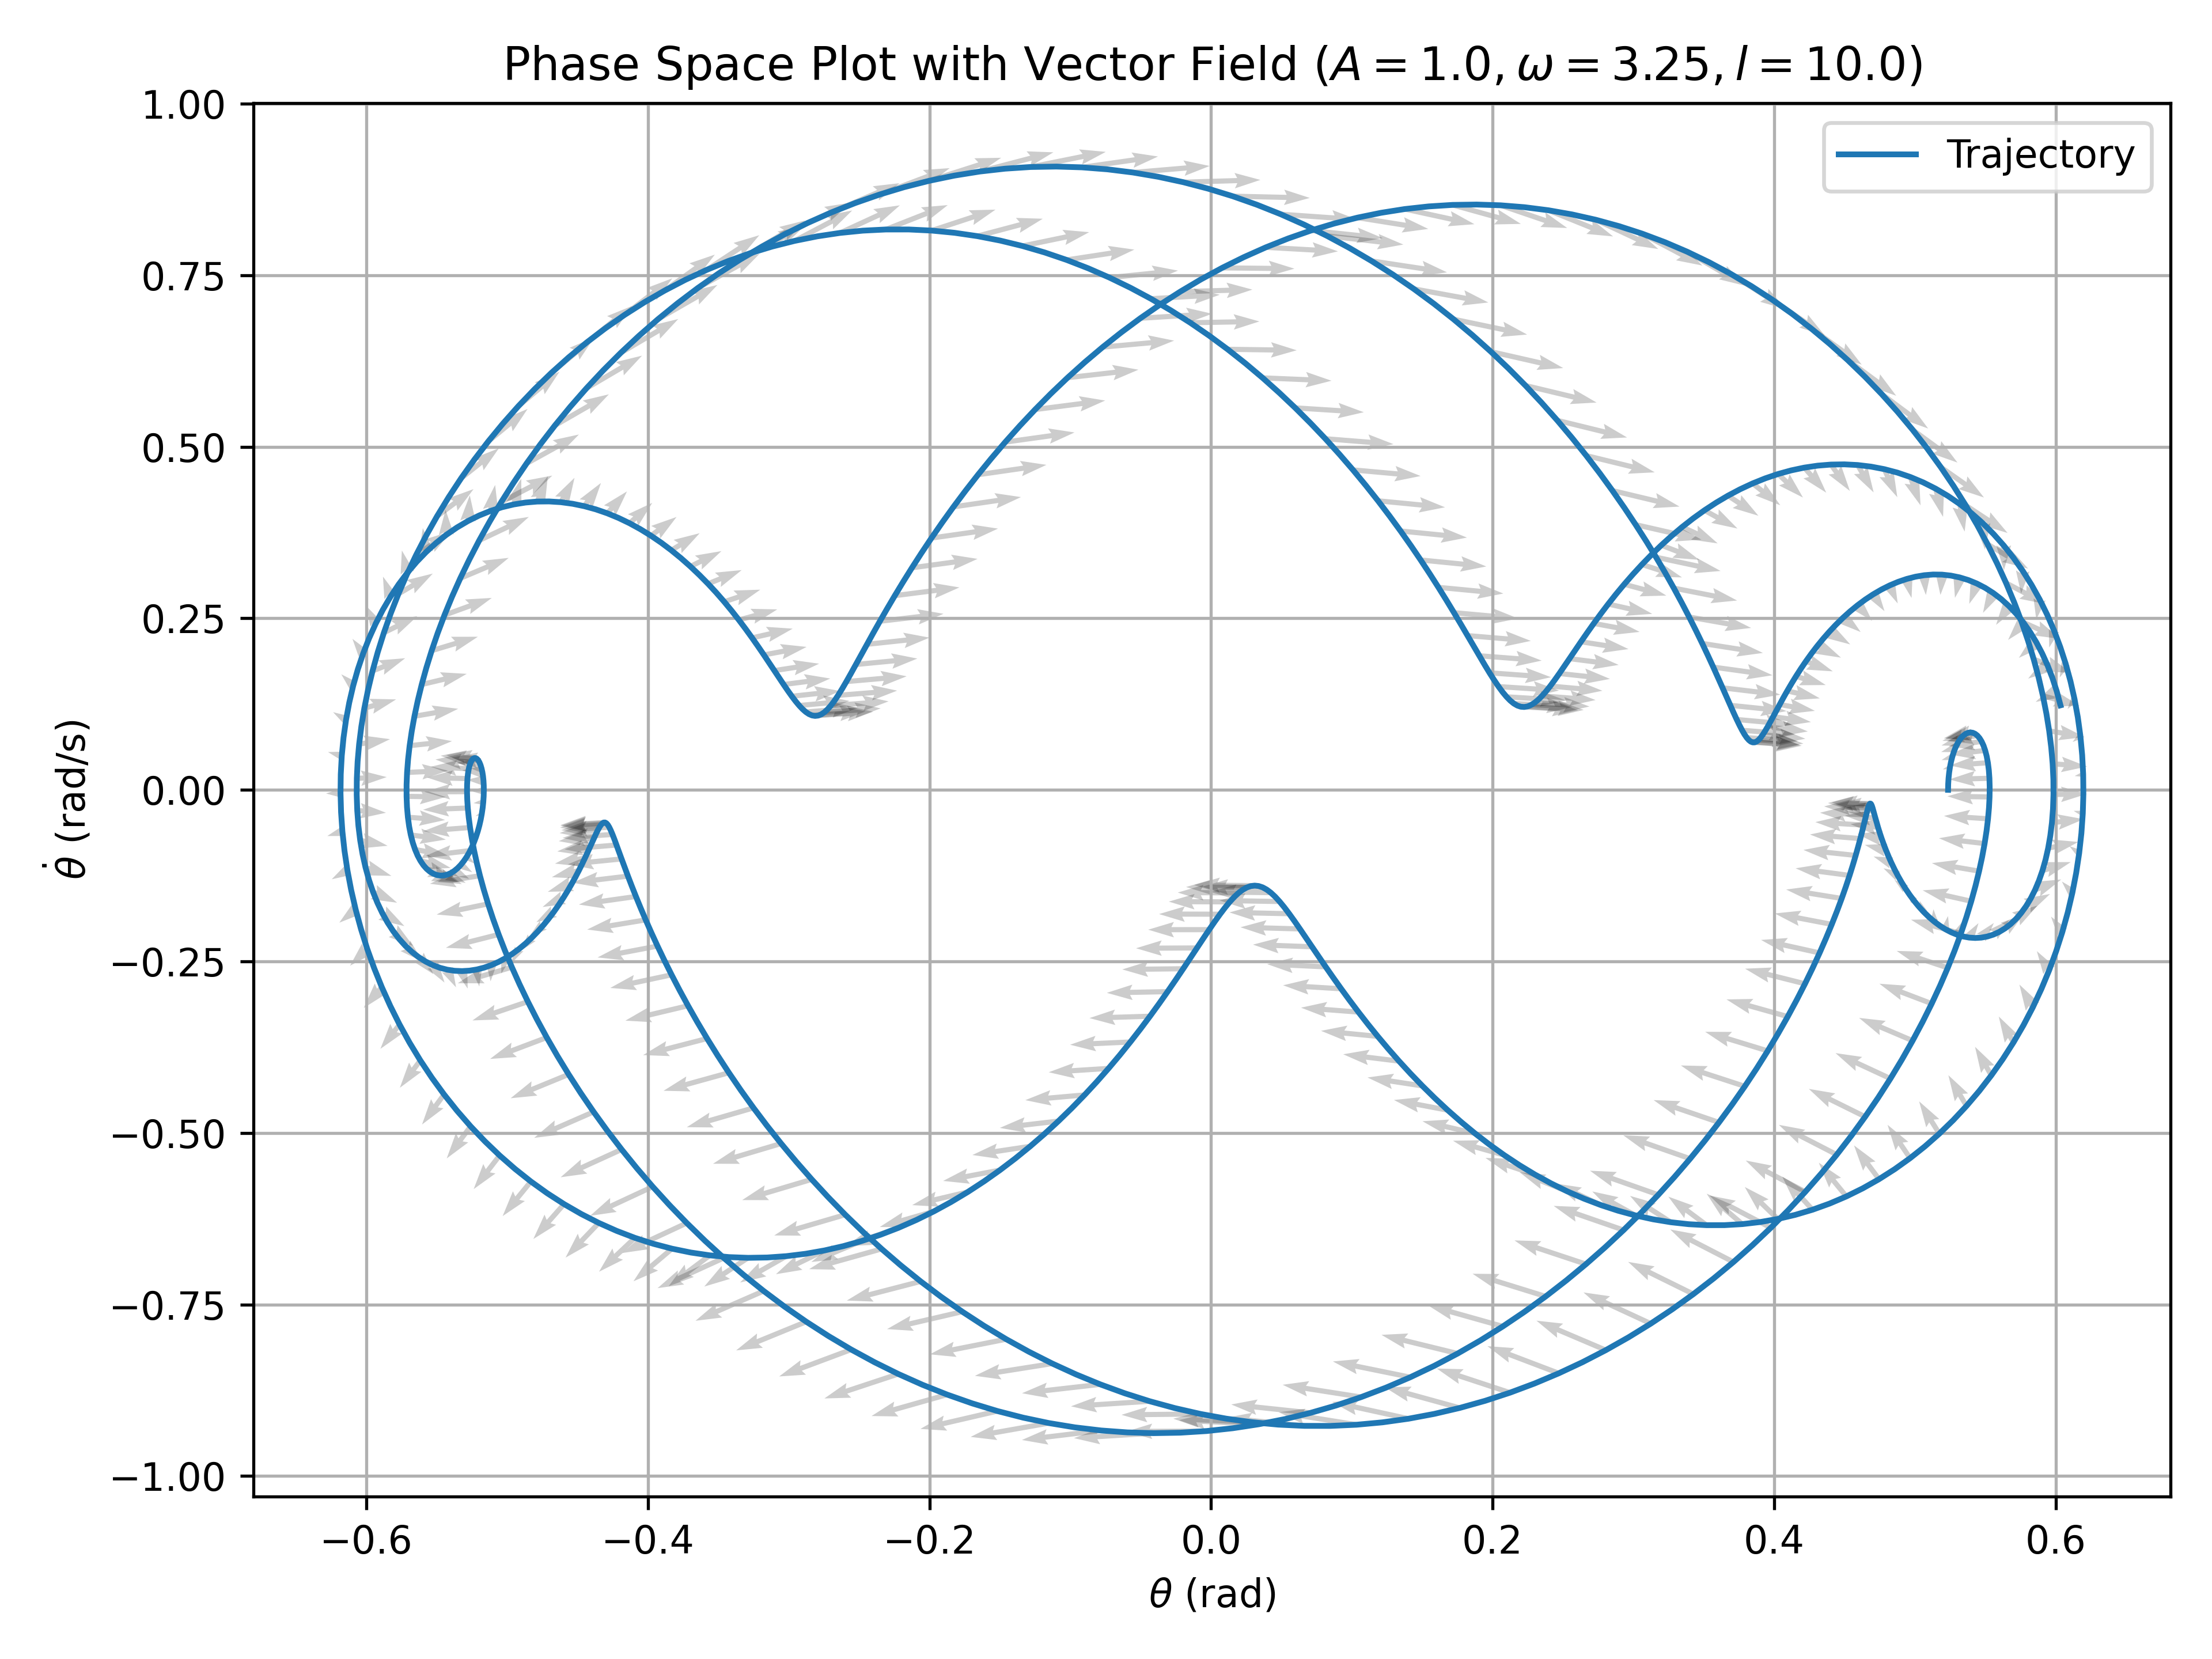 Phase Space Plot with Vector Field (A = 1.0, ω = 3.25, l = 10.0)
Trajectory
1.00
0.75
0.50
0.25
0.00
−0.25
−0.50
−0.75
−1.00
θ̇ (rad/s)
−0.6 −0.4 −0.2 0.0 0.2 0.4 0.6
θ (rad)